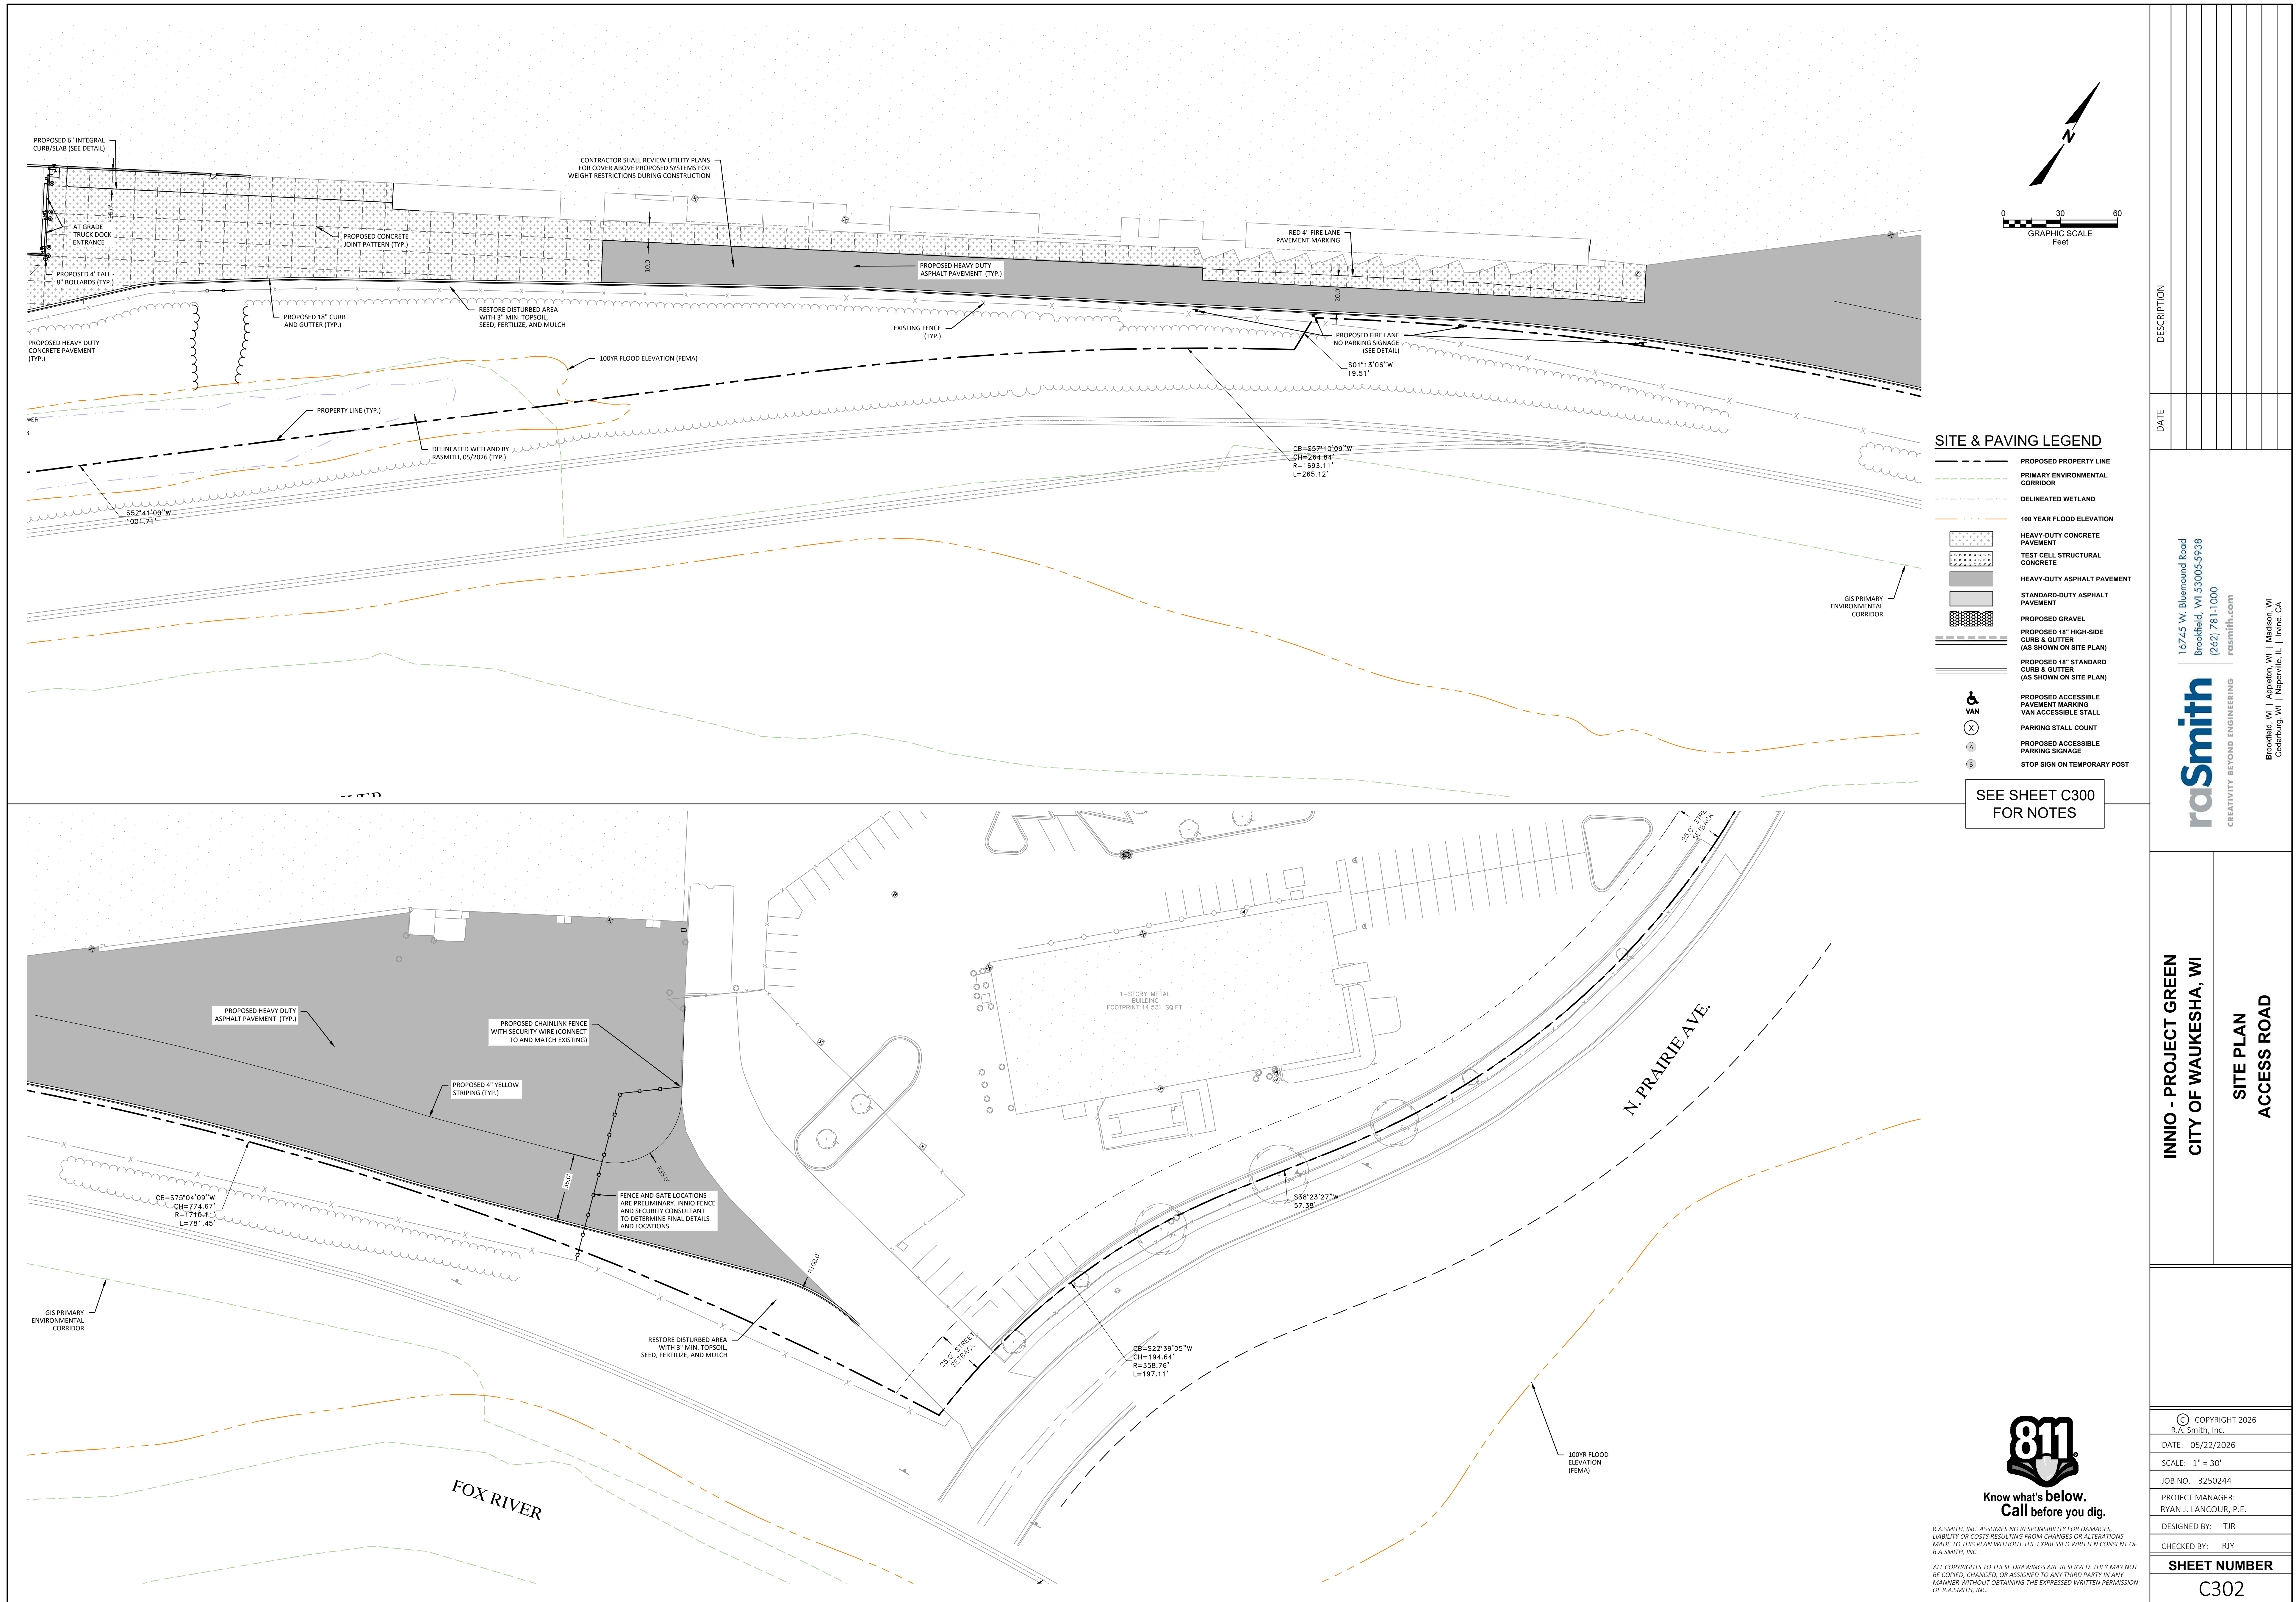 PROPOSED 6" INTEGRAL
CURB/SLAB (SEE DETAIL)
CONTRACTOR SHALL REVIEW UTILITY PLANS
FOR COVER ABOVE PROPOSED SYSTEMS FOR
WEIGHT RESTRICTIONS DURING CONSTRUCTION
AT GRADE
TRUCK DOCK
ENTRANCE
PROPOSED CONCRETE
JOINT PATTERN (TYP.)
10.0'
PROPOSED HEAVY DUTY
ASPHALT PAVEMENT (TYP.)
RED 4" FIRE LANE
PAVEMENT MARKING
20.0'
PROPOSED 4' TALL
8" BOLLARDS (TYP.)
PROPOSED 18" CURB
AND GUTTER (TYP.)
RESTORE DISTURBED AREA
WITH 3" MIN. TOPSOIL,
SEED, FERTILIZE, AND MULCH
EXISTING FENCE
(TYP.)
PROPOSED FIRE LANE
NO PARKING SIGNAGE
(SEE DETAIL)
PROPOSED HEAVY DUTY
CONCRETE PAVEMENT
(TYP.)
100YR FLOOD ELEVATION (FEMA)
S01°13'06"W
19.51'
PROPERTY LINE (TYP.)
DELINEATED WETLAND BY
RASMITH, 05/2026 (TYP.)
CB=S57°10'09"W
CH=264.84'
R=1693.11'
L=265.12'
S52°41'00"W
1001.71'
GIS PRIMARY
ENVIRONMENTAL
CORRIDOR
N
0 30 60
GRAPHIC SCALE
Feet
SITE & PAVING LEGEND
PROPOSED PROPERTY LINE
PRIMARY ENVIRONMENTAL
CORRIDOR
DELINEATED WETLAND
100 YEAR FLOOD ELEVATION
HEAVY-DUTY CONCRETE
PAVEMENT
TEST CELL STRUCTURAL
CONCRETE
HEAVY-DUTY ASPHALT PAVEMENT
STANDARD-DUTY ASPHALT
PAVEMENT
PROPOSED GRAVEL
PROPOSED 18" HIGH-SIDE
CURB & GUTTER
(AS SHOWN ON SITE PLAN)
PROPOSED 18" STANDARD
CURB & GUTTER
(AS SHOWN ON SITE PLAN)
VAN
PROPOSED ACCESSIBLE
PAVEMENT MARKING
VAN ACCESSIBLE STALL
X
PARKING STALL COUNT
A
PROPOSED ACCESSIBLE
PARKING SIGNAGE
B
STOP SIGN ON TEMPORARY POST
SEE SHEET C300
FOR NOTES
PROPOSED HEAVY DUTY
ASPHALT PAVEMENT (TYP.)
PROPOSED CHAINLINK FENCE
WITH SECURITY WIRE (CONNECT
TO AND MATCH EXISTING)
PROPOSED 4" YELLOW
STRIPING (TYP.)
36.0'
R35.0'
FENCE AND GATE LOCATIONS
ARE PRELIMINARY. INNIO FENCE
AND SECURITY CONSULTANT
TO DETERMINE FINAL DETAILS
AND LOCATIONS.
CB=S75°04'09"W
CH=774.67'
R=1710.11'
L=781.45'
R100.0'
GIS PRIMARY
ENVIRONMENTAL
CORRIDOR
RESTORE DISTURBED AREA
WITH 3" MIN. TOPSOIL,
SEED, FERTILIZE, AND MULCH
1-STORY METAL
BUILDING
FOOTPRINT:14,531 SQ.FT.
25.0' STREET
SETBACK
N. PRAIRIE AVE.
S38°23'27"W
57.38'
25.0' STREET
SETBACK
CB=S22°39'05"W
CH=194.64'
R=358.76'
L=197.11'
100YR FLOOD
ELEVATION
(FEMA)
FOX RIVER
811
Know what's below.
Call before you dig.
R.A.SMITH, INC. ASSUMES NO RESPONSIBILITY FOR DAMAGES,
LIABILITY OR COSTS RESULTING FROM CHANGES OR ALTERATIONS
MADE TO THIS PLAN WITHOUT THE EXPRESSED WRITTEN CONSENT OF
R.A.SMITH, INC.
ALL COPYRIGHTS TO THESE DRAWINGS ARE RESERVED. THEY MAY NOT
BE COPIED, CHANGED, OR ASSIGNED TO ANY THIRD PARTY IN ANY
MANNER WITHOUT OBTAINING THE EXPRESSED WRITTEN PERMISSION
OF R.A.SMITH, INC.
DESCRIPTION
DATE
raSmith
CREATIVITY BEYOND ENGINEERING
16745 W. Bluemound Road
Brookfield, WI 53005-5938
(262) 781-1000
rasmith.com
Brookfield, WI | Appleton, WI | Madison, WI
Cedarburg, WI | Naperville, IL | Irvine, CA
INNIO - PROJECT GREEN
CITY OF WAUKESHA, WI
SITE PLAN
ACCESS ROAD
© COPYRIGHT 2026
R.A. Smith, Inc.
DATE: 05/22/2026
SCALE: 1" = 30'
JOB NO. 3250244
PROJECT MANAGER:
RYAN J. LANCOUR, P.E.
DESIGNED BY: TJR
CHECKED BY: RJY
SHEET NUMBER
C302